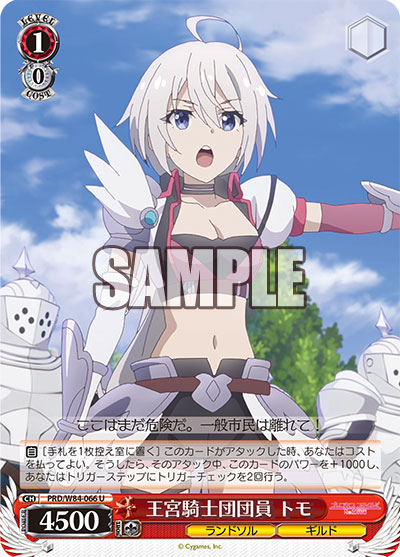 LEVEL
1
0
COST
SAMPLE
ここはまだ危険だ。一般市民は離れて！
自 [手札を1枚控え室に置く] このカードがアタックした時、あなたはコスト
を払ってよい。そうしたら、そのアタック中、このカードのパワーを＋1000し、
あなたはトリガーステップにトリガーチェックを2回行う。
CH PRD/W84-066 U
4500
王宮騎士団団員 トモ
ランドソル ギルド
© Cygames, Inc.